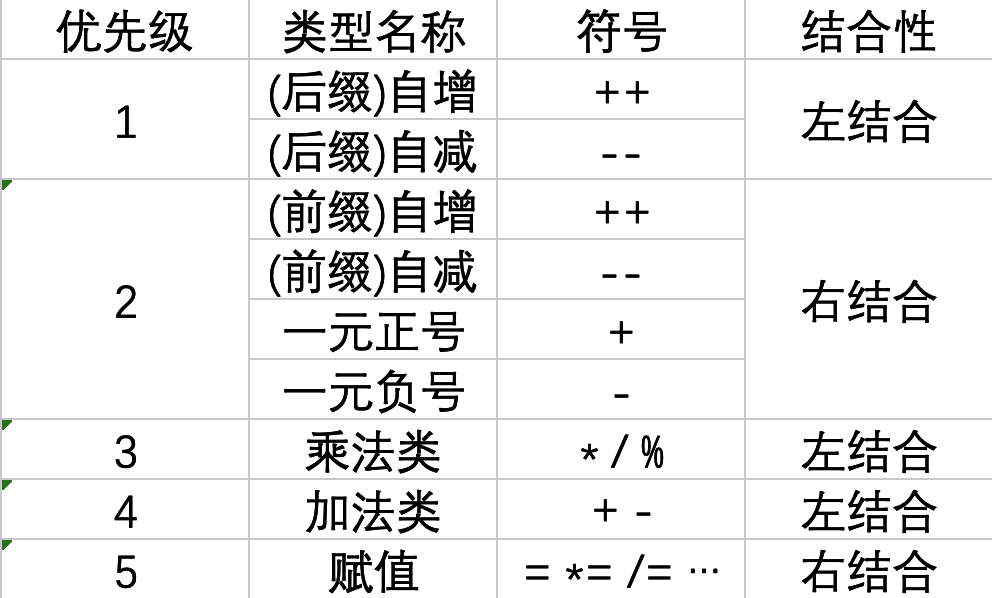 优先级 类型名称 符号 结合性
1 (后缀)自增 ++ 左结合
(后缀)自减 --
2 (前缀)自增 ++ 右结合
(前缀)自减 --
一元正号 +
一元负号 -
3 乘法类 * / % 左结合
4 加法类 + - 左结合
5 赋值 = *= /= … 右结合